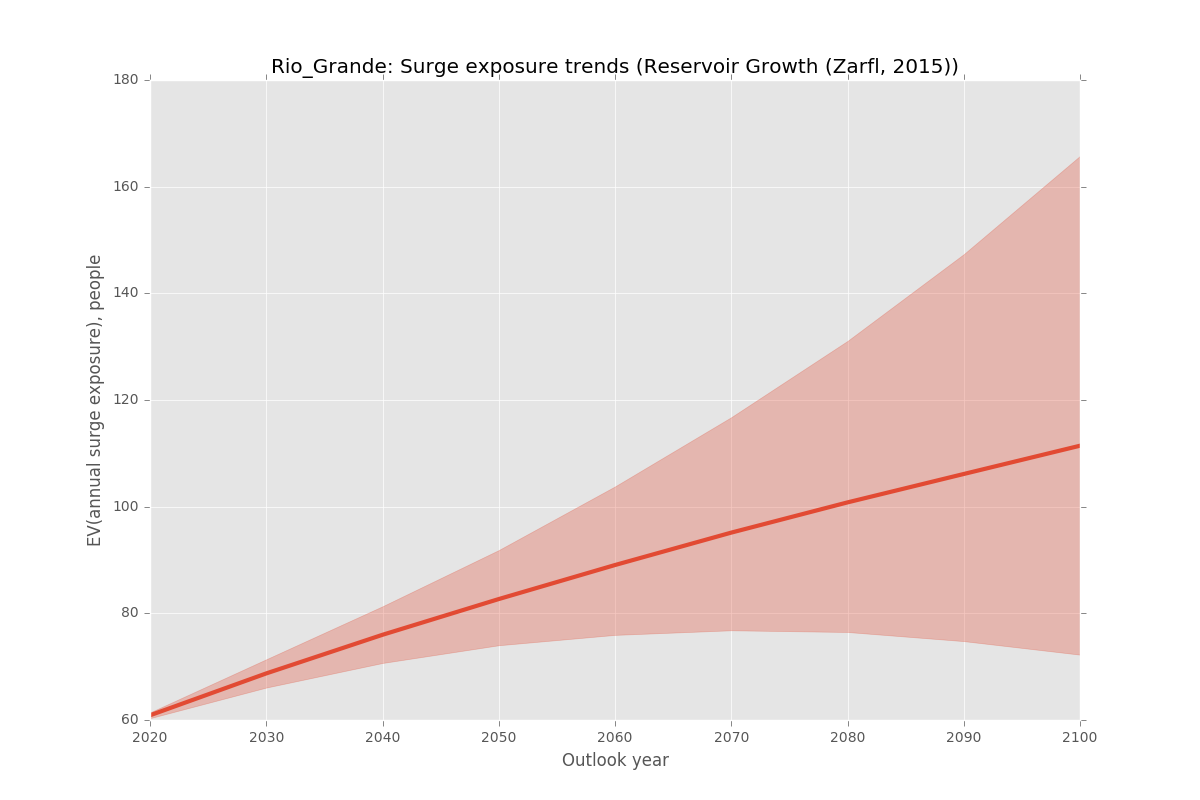 Rio_Grande: Surge exposure trends (Reservoir Growth (Zarfl, 2015))
EV(annual surge exposure), people
180
160
140
120
100
80
60
2020 2030 2040 2050 2060 2070 2080 2090 2100
Outlook year